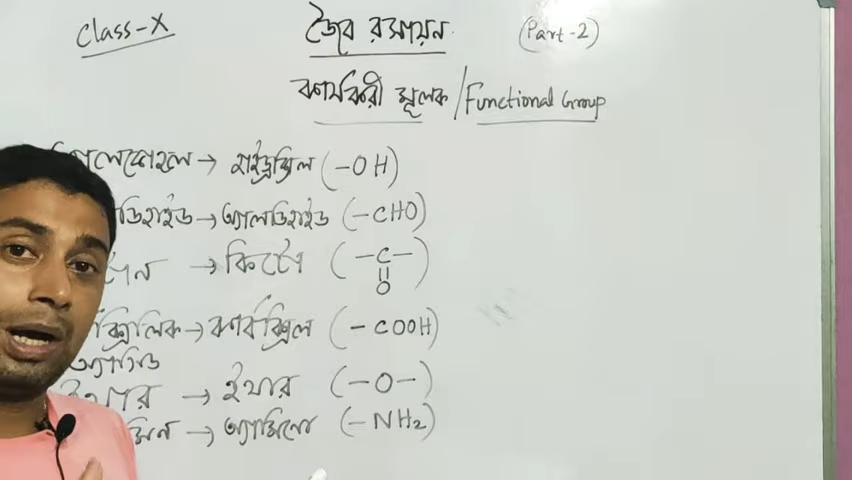 Class-X
জৈব রসায়ন (Part-2)
কার্যকরী মূলক/Functional Group
→ হাইড্রক্সিল (-OH)
→ অ্যালডিহাইড (-CHO)
→ কিটো (-C-)
||
O
→ কার্বক্সিল (-COOH)
অ্যাসিড
→ ইথার (-O-)
→ অ্যামিনো (-NH₂)